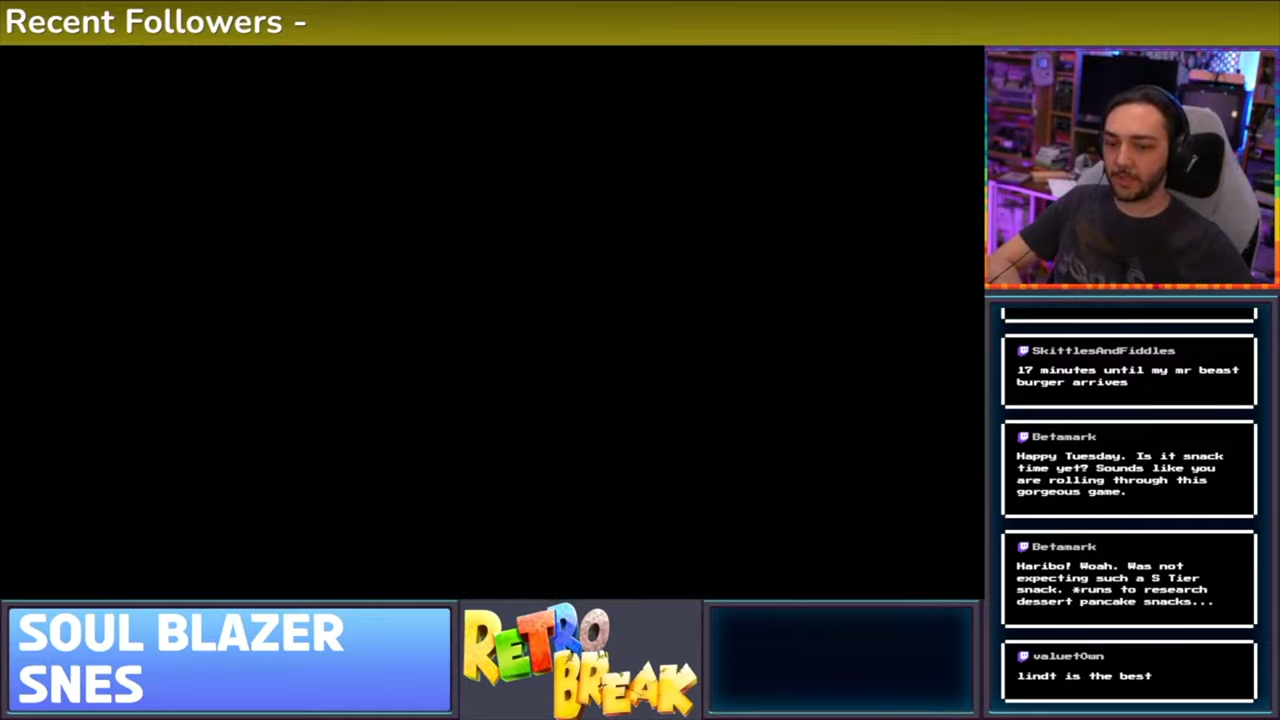 Recent Followers -
SkittlesAndFiddles
17 minutes until my mr beast
burger arrives
Betamark
Happy Tuesday. Is it snack
time yet? Sounds like you
are rolling through this
gorgeous game.
Betamark
Haribo! Woah. Was not
expecting such a S Tier
snack. *runs to research
dessert pancake snacks...
valuet0wn
lindt is the best
SOUL BLAZER
SNES
RETRO
BREAK